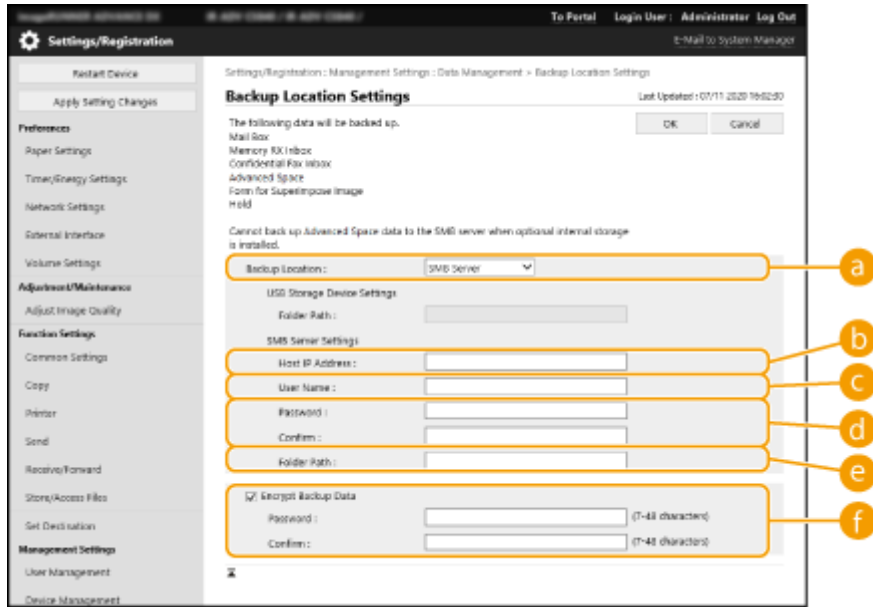 To Portal Login User : Administrator Log Out
Settings/Registration
E-Mail to System Manager
Restart Device
Apply Setting Changes
Preferences
Paper Settings
Timer/Energy Settings
Network Settings
External Interface
Volume Settings
Adjustment/Maintenance
Adjust Image Quality
Function Settings
Common Settings
Copy
Printer
Send
Receive/Forward
Store/Access Files
Set Destination
Management Settings
User Management
Device Management
Settings/Registration : Management Settings : Data Management > Backup Location Settings
Backup Location Settings
Last Updated : 07/11 2020 16:02:30
The following data will be backed up.
OK
Cancel
Mail Box
Memory RX Inbox
Confidential Fax Inbox
Advanced Space
Form for Superimpose Image
Hold
Cannot back up Advanced Space data to the SMB server when optional internal storage
is installed.
Backup Location :
SMB Server
a
USB Storage Device Settings
Folder Path :
SMB Server Settings
Host IP Address :
b
User Name :
c
Password :
Confirm :
d
Folder Path :
e
Encrypt Backup Data
Password :
(7-48 characters)
Confirm :
(7-48 characters)
f